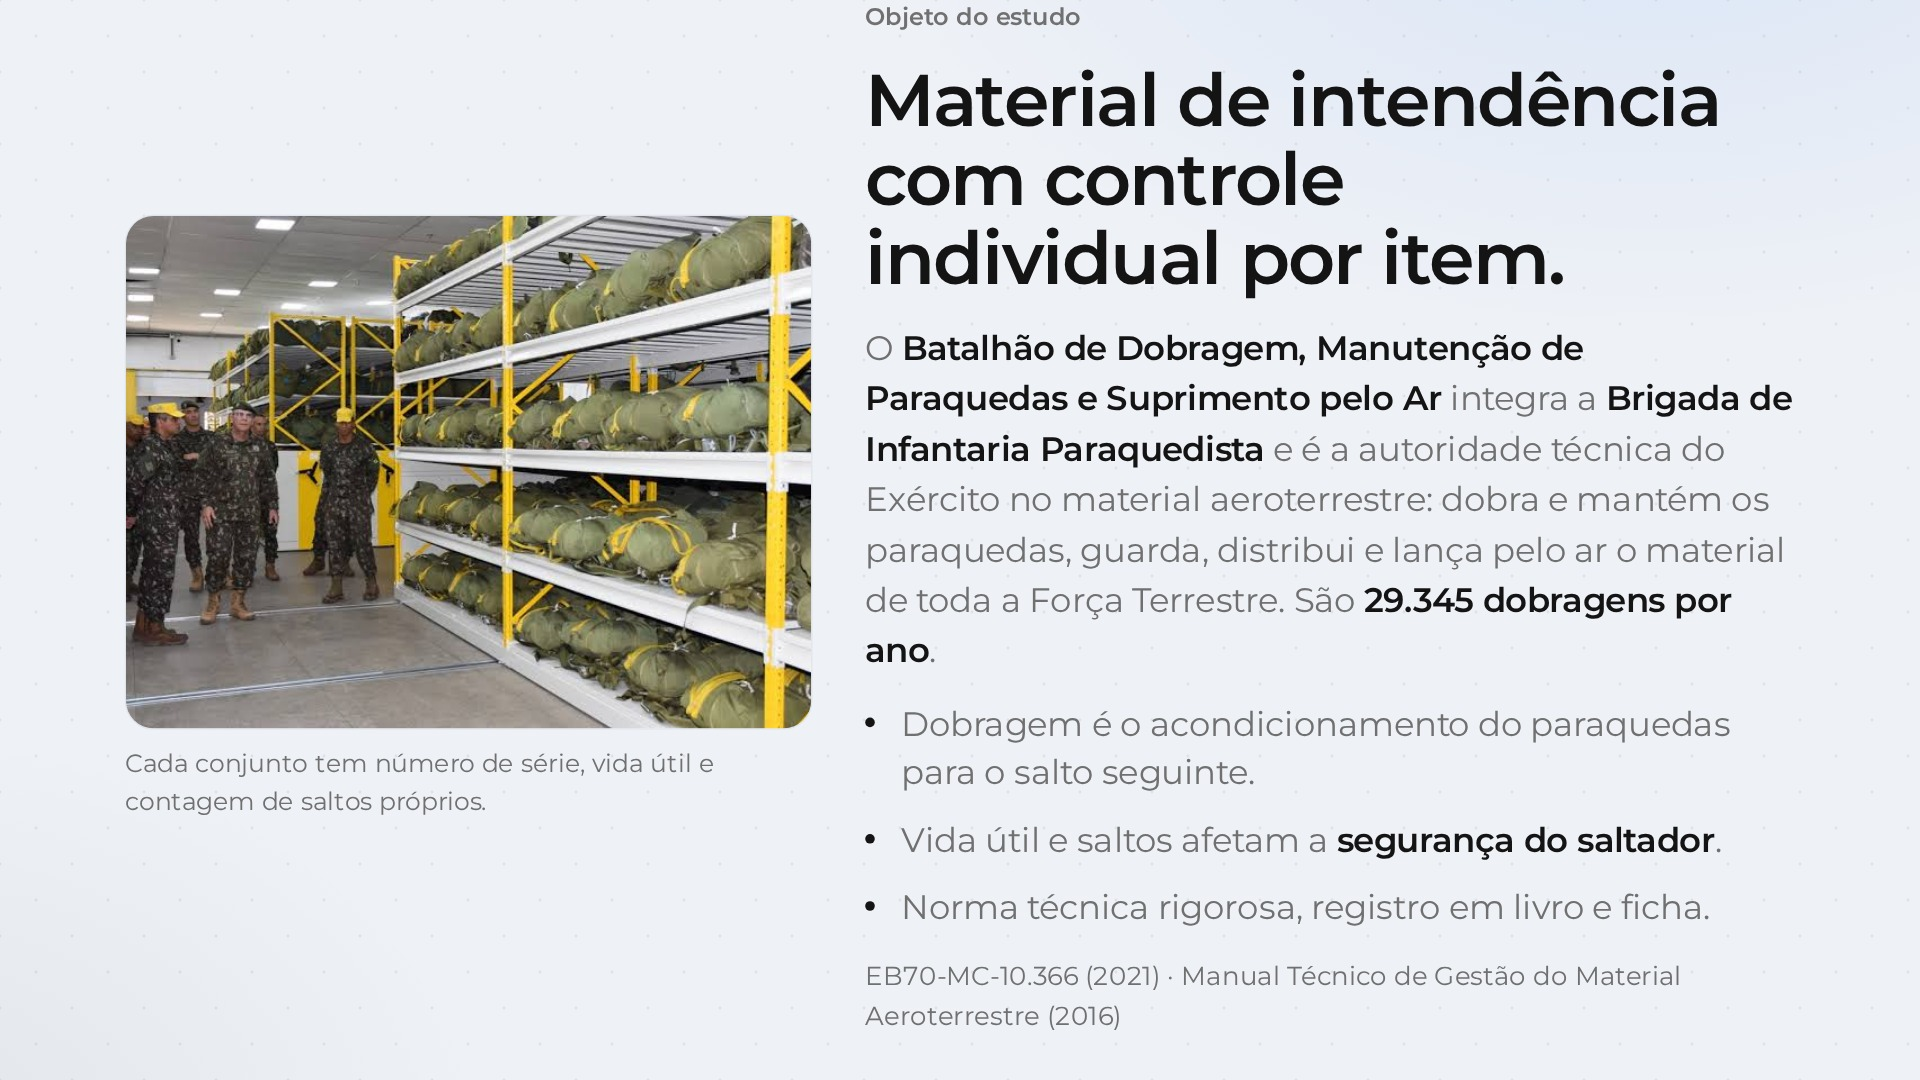 Objeto do estudo
Material de intendência
com controle
individual por item.
O Batalhão de Dobragem, Manutenção de
Paraquedas e Suprimento pelo Ar integra a Brigada de
Infantaria Paraquedista e é a autoridade técnica do
Exército no material aeroterrestre: dobra e mantém os
paraquedas, guarda, distribui e lança pelo ar o material
de toda a Força Terrestre. São 29.345 dobragens por
ano.
• Dobragem é o acondicionamento do paraquedas
para o salto seguinte.
• Vida útil e saltos afetam a segurança do saltador.
• Norma técnica rigorosa, registro em livro e ficha.
EB70-MC-10.366 (2021) · Manual Técnico de Gestão do Material
Aeroterrestre (2016)
Cada conjunto tem número de série, vida útil e
contagem de saltos próprios.